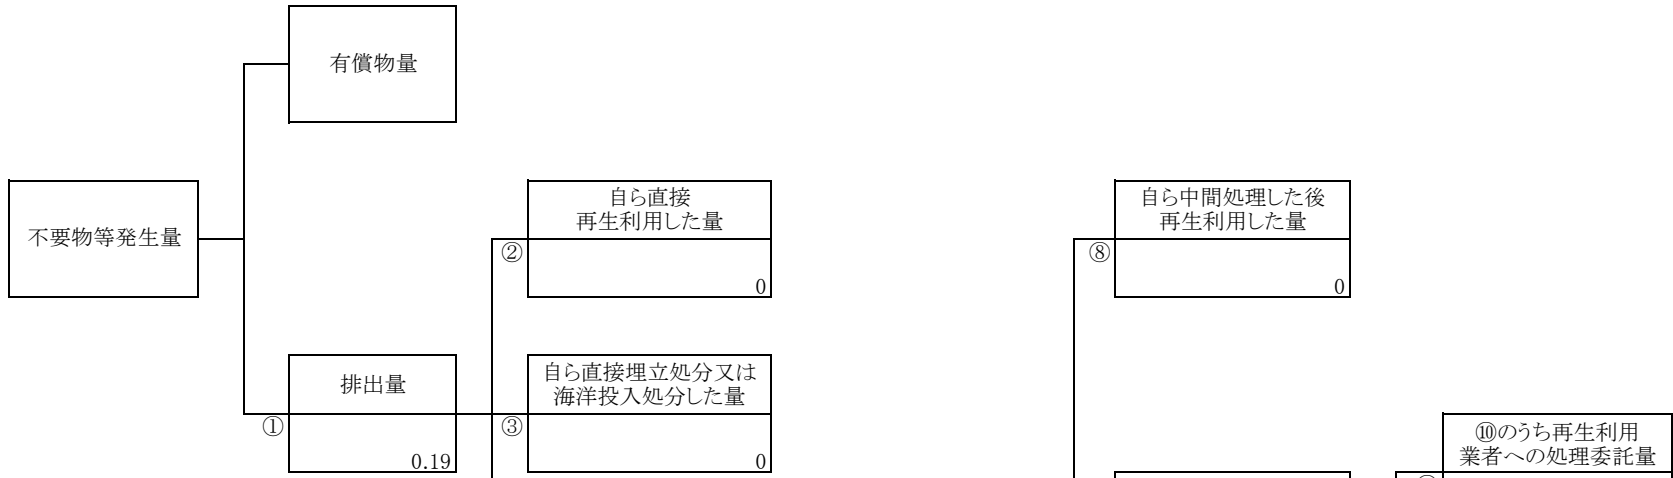 有償物量
不要物等発生量
自ら直接
再生利用した量
②
0
自ら中間処理した後
再生利用した量
⑧
0
排出量
①
0.19
自ら直接埋立処分又は
海洋投入処分した量
③
0
⑩のうち再生利用
業者への処理委託量